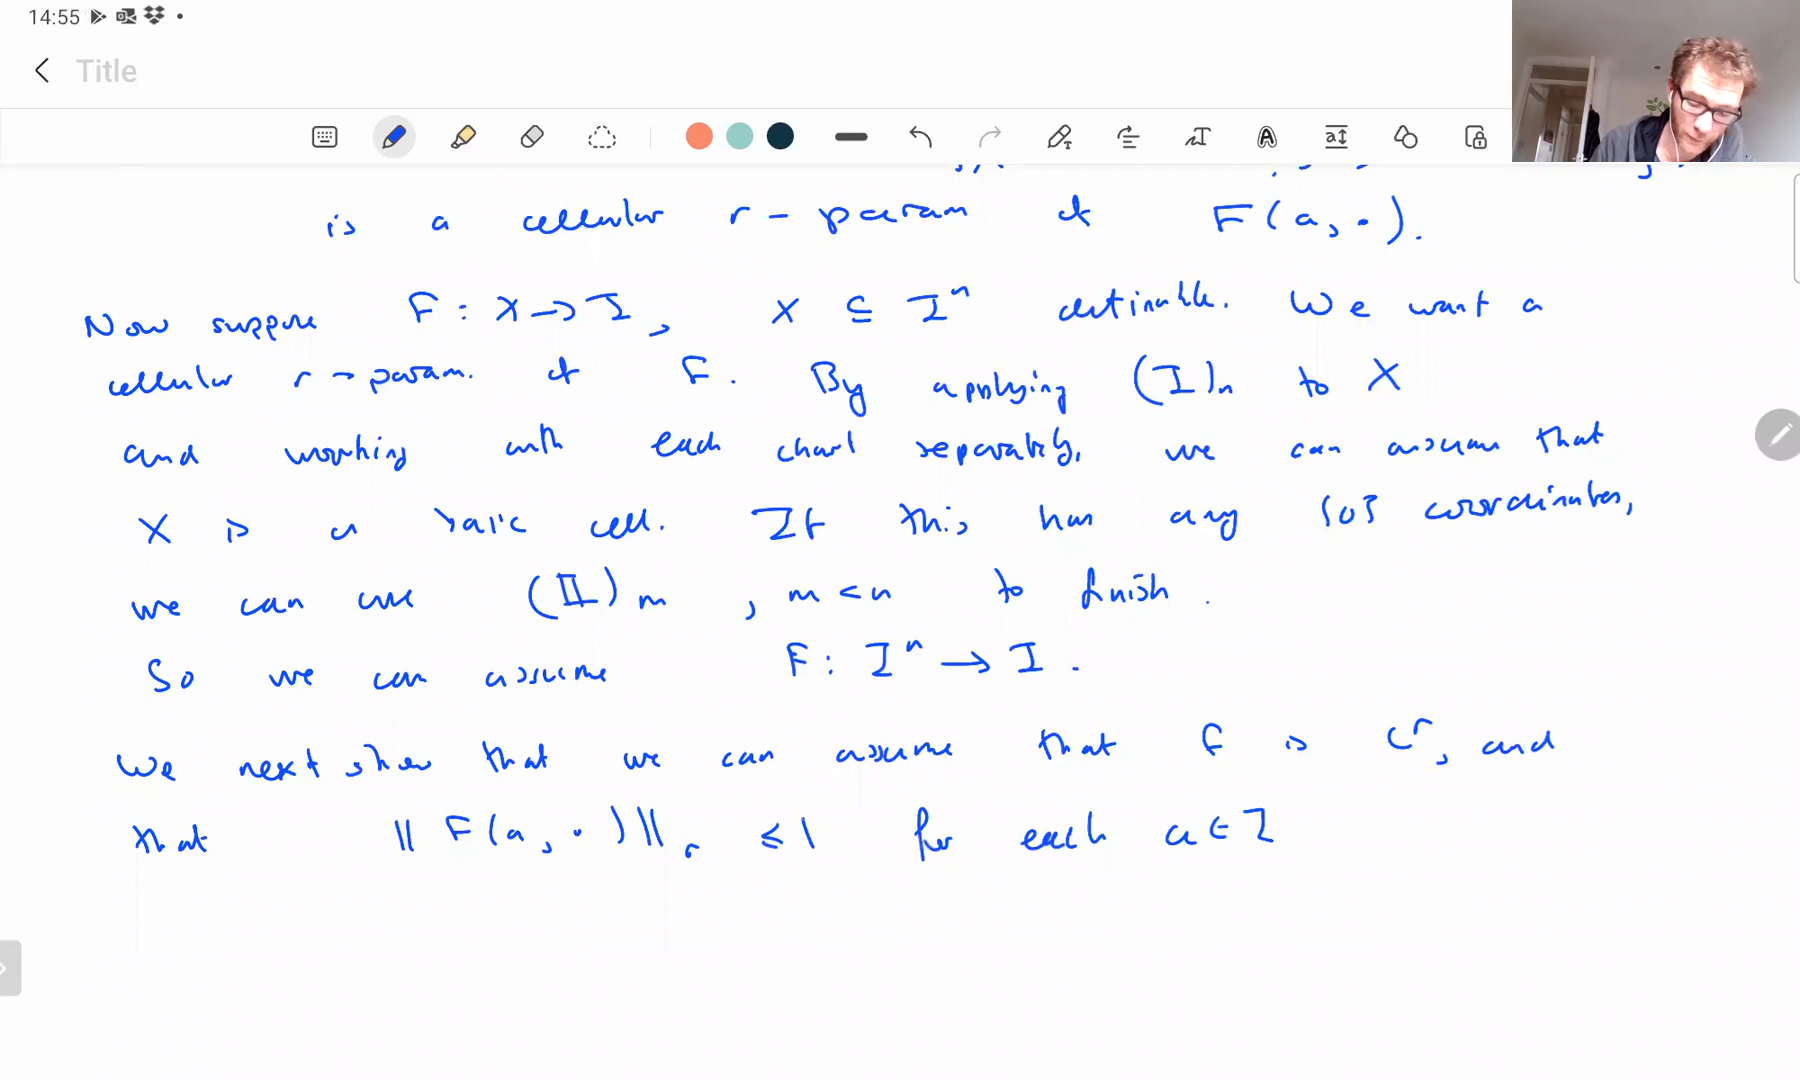 14:55
Title
is a cellular r-param of F(a, ·).
Now suppose F : X → I, X ⊆ Iⁿ definable. We want a
cellular r-param. of F. By applying (I)ₙ to X
and working with each chart separately, we can assume that
X is a basic cell. If this has any {0} coordinates,
we can use (II)ₘ, m < n to finish.
So we can assume F : Iⁿ → I.
We next show that we can assume that F is Cʳ, and
that ‖F(a, ·)‖ᵣ ≤ 1 for each a ∈ I